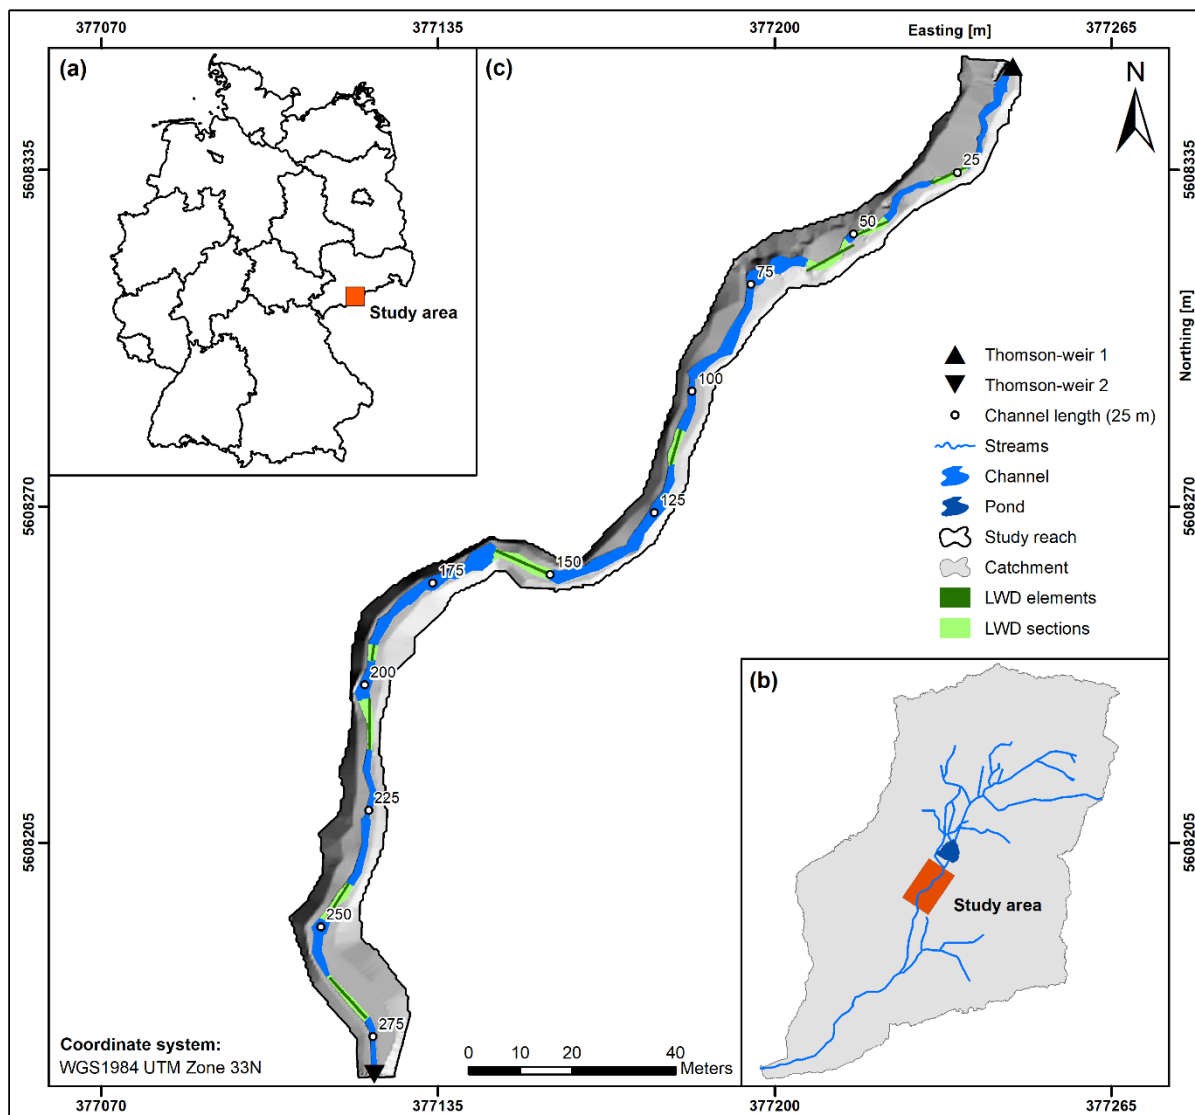 377070
377135
377200
377265
Easting [m]
(a)
(c)
N
5608335
5608335
25
50
75
Study area
Northing [m]
Thomson-weir 1
Thomson-weir 2
100
Channel length (25 m)
Streams
Channel
Pond
5608270
5608270
125
Study reach
150
Catchment
175
LWD elements
LWD sections
(b)
200
225
5608205
5608205
Study area
250
275
Coordinate system:
WGS1984 UTM Zone 33N
0 10 20 40
Meters
377070
377135
377200
377265